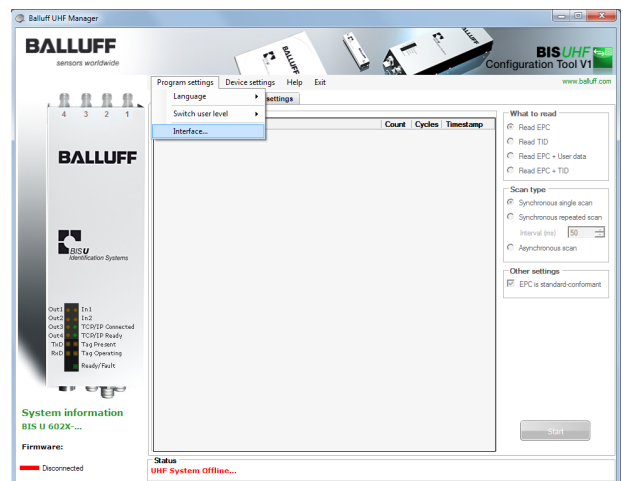 Balluff UHF Manager
BALLUFF
sensors worldwide
BALLUFF
BIS UHF
Configuration Tool V1
www.balluff.com
Program settings Device settings Help Exit
Language
Switch user level
Interface...
settings
Count Cycles Timestamp
4 3 2 1
BALLUFF
BIS U
Identification Systems
Out1 In1
Out2 In2
Out3 TCP/IP Connected
Out4 TCP/IP Ready
TxD Tag Present
RxD Tag Operating
Ready/Fault
System information
BIS U 602X-...
Firmware:
Disconnected
What to read
Read EPC
Read TID
Read EPC + User data
Read EPC + TID
Scan type
Synchronous single scan
Synchronous repeated scan
Interval (ms) 50
Asynchronous scan
Other settings
EPC is standard-conformant
Start
Status
UHF System Offline...